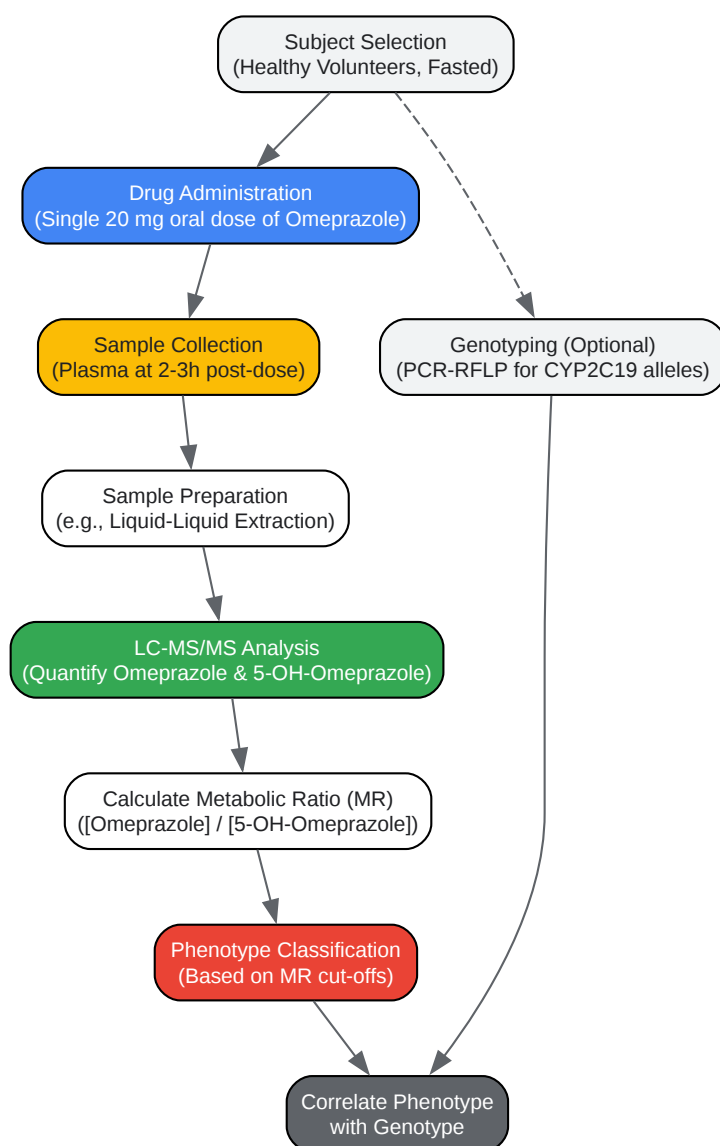 Subject Selection
(Healthy Volunteers, Fasted)
Drug Administration
(Single 20 mg oral dose of Omeprazole)
Sample Collection
(Plasma at 2-3h post-dose)
Genotyping (Optional)
(PCR-RFLP for CYP2C19 alleles)
Sample Preparation
(e.g., Liquid-Liquid Extraction)
LC-MS/MS Analysis
(Quantify Omeprazole & 5-OH-Omeprazole)
Calculate Metabolic Ratio (MR)
([Omeprazole] / [5-OH-Omeprazole])
Phenotype Classification
(Based on MR cut-offs)
Correlate Phenotype
with Genotype